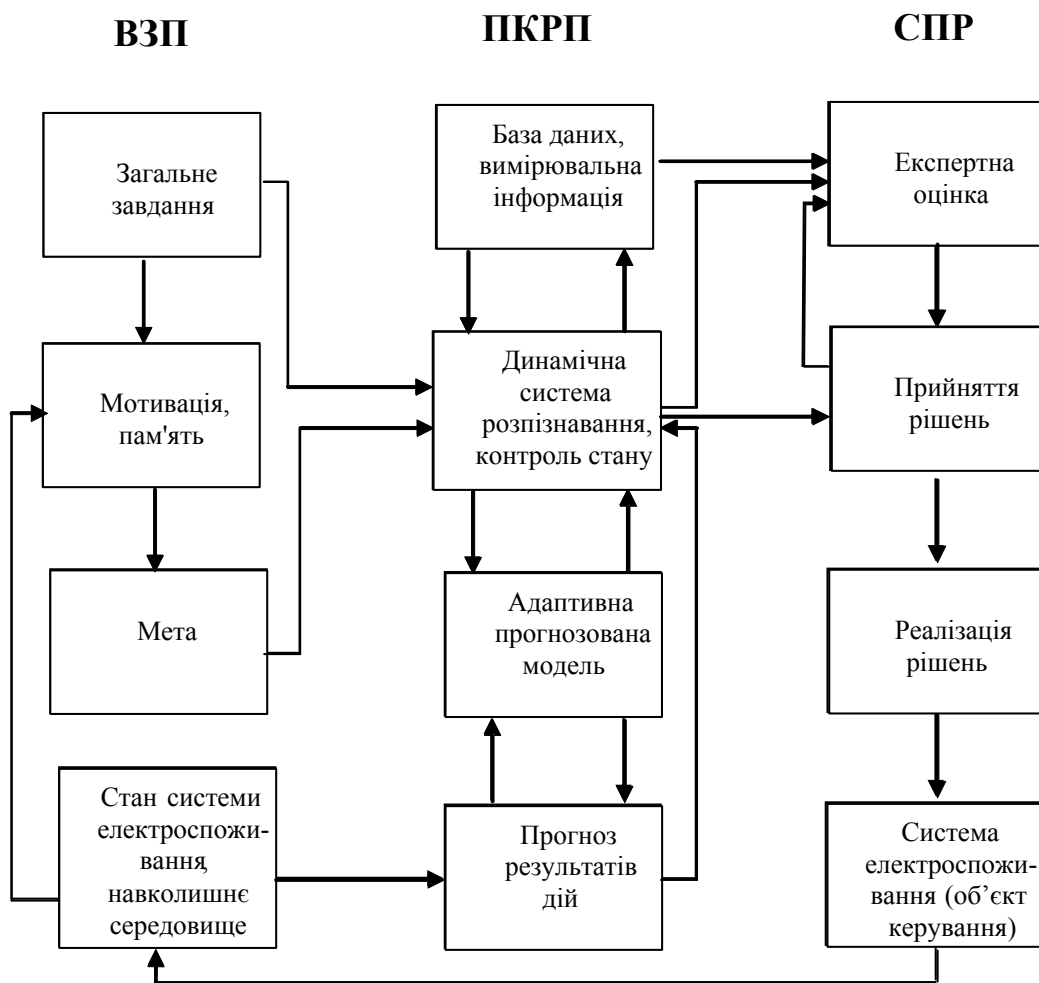 ВЗП
ПКРП
СПР
Загальне
завдання
База даних,
вимірювальна
інформація
Експертна
оцінка
Мотивація,
пам'ять
Динамічна
система
розпізнавання,
контроль стану
Прийняття
рішень
Мета
Адаптивна
прогнозована
модель
Реалізація
рішень
Стан системи
електроспожи-
вання,
навколишнє
середовище
Прогноз
результатів
дій
Система
електроспожи-
вання (об’єкт
керування)